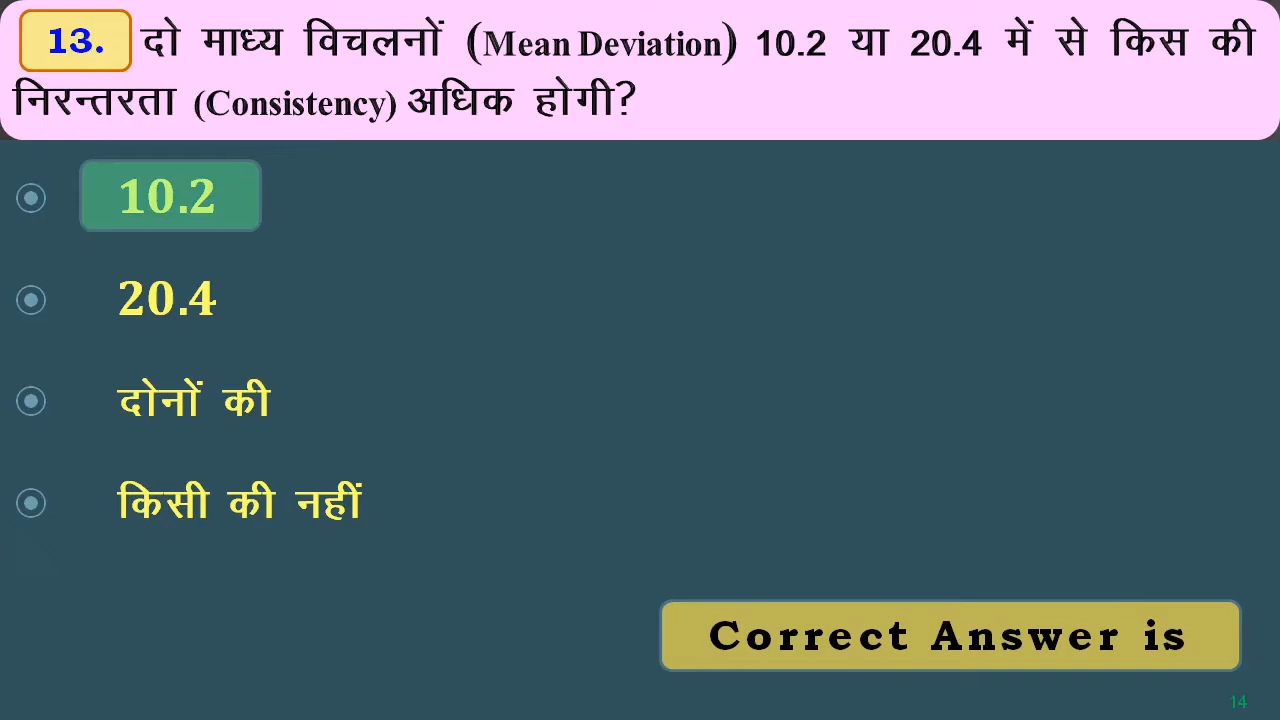 13. दो माध्य विचलनों (Mean Deviation) 10.2 या 20.4 में से किस की
निरन्तरता (Consistency) अधिक होगी?
10.2
20.4
दोनों की
किसी की नहीं
Correct Answer is
14